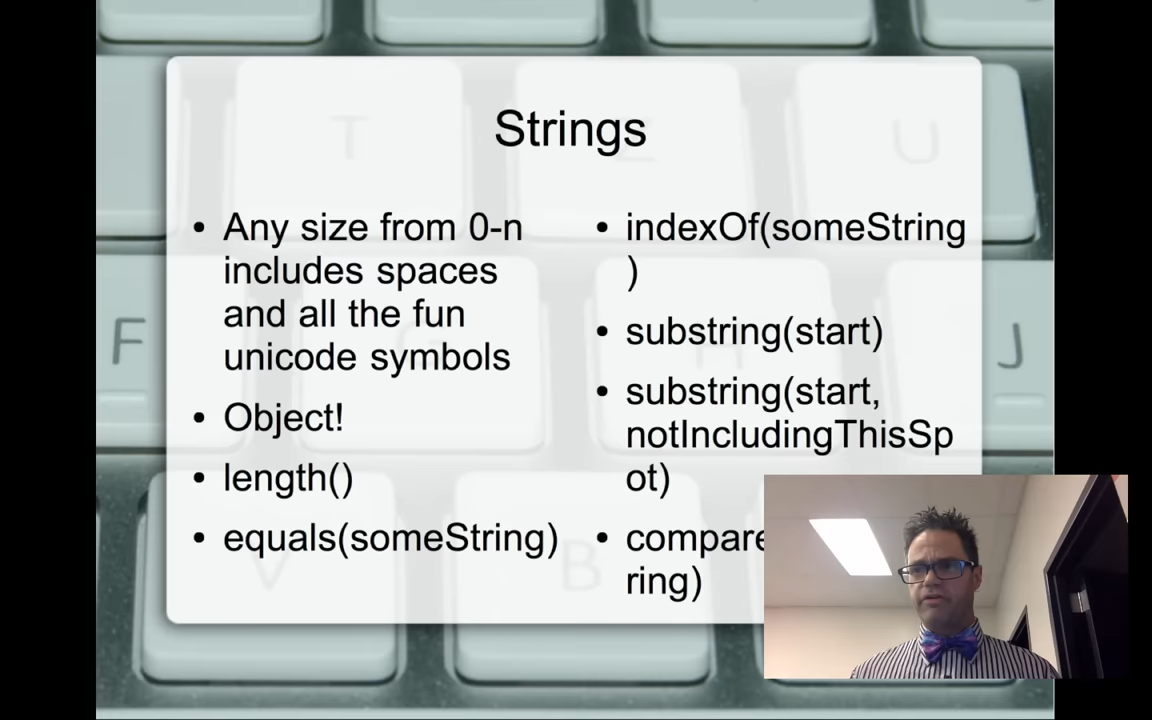 Strings
• Any size from 0-n
includes spaces
and all the fun
unicode symbols
• Object!
• length()
• equals(someString)
• indexOf(someString
)
• substring(start)
• substring(start,
notIncludingThisSp
ot)
• compare
ring)
T
U
F
J
V
B